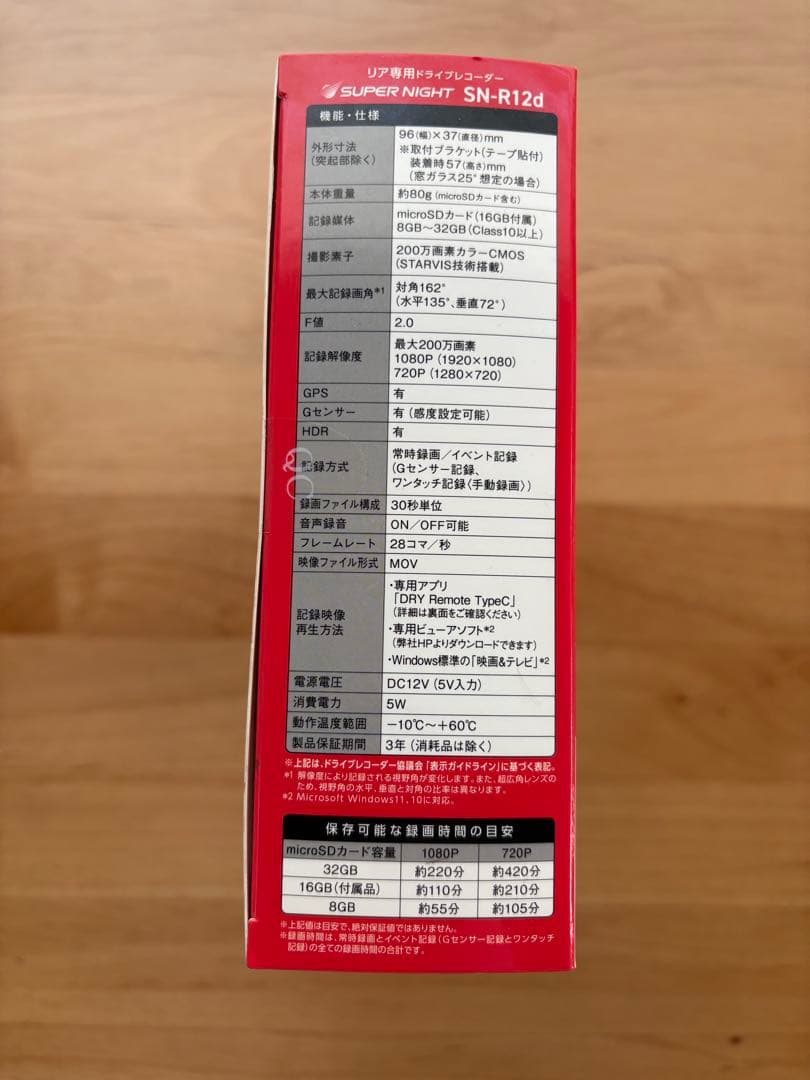 リア専用ドライブレコーダー
SUPER NIGHT SN-R12d
機能・仕様
外形寸法
(突起部除く)
96(幅)×37(直径)mm
※取付ブラケット(テープ貼付)
装着時57(高さ)mm
(窓ガラス25°想定の場合)
本体重量 約80g(microSDカード含む)
記録媒体
microSDカード(16GB付属)
8GB〜32GB(Class10以上)
撮影素子
200万画素カラーCMOS
(STARVIS技術搭載)
最大記録画角*1
対角162°
(水平135°、垂直72°)
F値 2.0
記録解像度
最大200万画素
1080P(1920×1080)
720P(1280×720)
GPS 有
Gセンサー 有(感度設定可能)
HDR 有
記録方式
常時録画/イベント記録
(Gセンサー記録、
ワンタッチ記録〈手動録画〉)
QC
録画ファイル構成 30秒単位
音声録音 ON/OFF可能
フレームレート 28コマ/秒
映像ファイル形式 MOV
記録映像
再生方法
・専用アプリ
「DRY Remote TypeC」
(詳細は裏面をご確認ください)
・専用ビューアソフト*2
(弊社HPよりダウンロードできます)
・Windows標準の「映画&テレビ」*2
電源電圧 DC12V(5V入力)
消費電力 5W
動作温度範囲 −10℃〜+60℃
製品保証期間 3年(消耗品は除く)
※上記は、ドライブレコーダー協議会「表示ガイドライン」に基づく表記。
*1 解像度により記録される視野角が変化します。また、超広角レンズの
ため、視野角の水平、垂直と対角の比率は異なります。
*2 Microsoft Windows11、10に対応。
保存可能な録画時間の目安
microSDカード容量 1080P 720P
32GB 約220分 約420分
16GB(付属品) 約110分 約210分
8GB 約55分 約105分
※上記値は目安で、絶対保証値ではありません。
※録画時間は、常時録画とイベント記録(Gセンサー記録とワンタッチ
記録)の全ての録画時間の合計です。